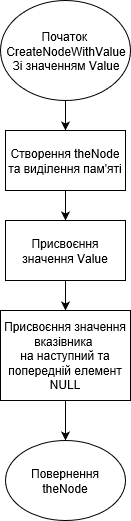 Початок
CreateNodeWithValue
Зі значенням Value
Створення theNode
та виділення пам'яті
Присвоєння
значення Value
Присвоєння значення
вказівника
на наступний та
попередній елемент
NULL
Повернення
theNode